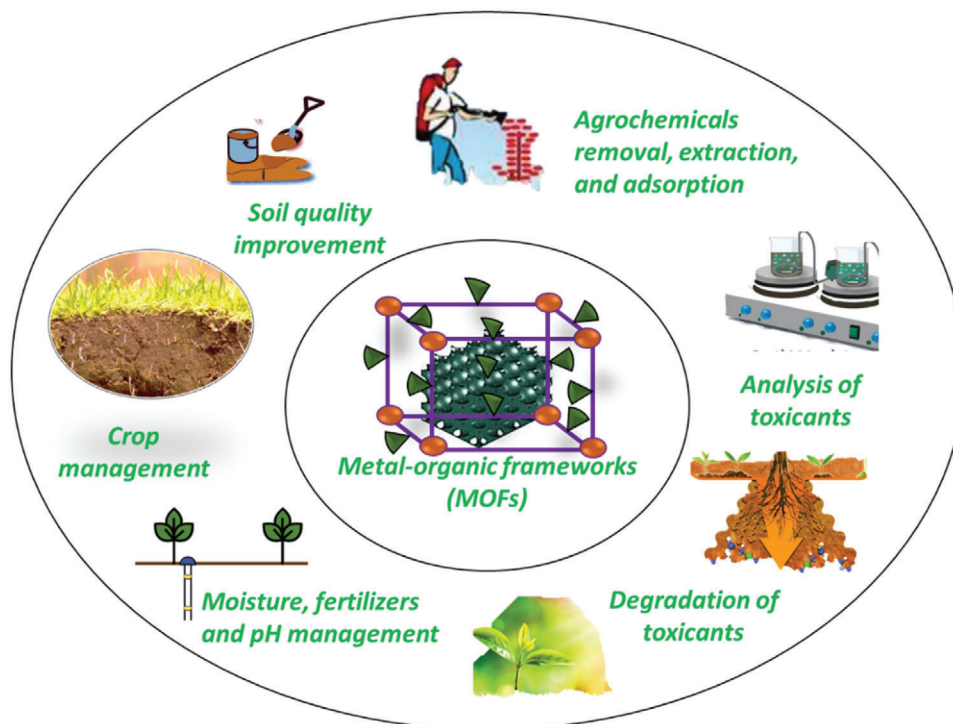 Agrochemicals
removal, extraction,
and adsorption
Soil quality
improvement
Analysis of
toxicants
Crop
management
Metal-organic frameworks
(MOFs)
Moisture, fertilizers
and pH management
Degradation of
toxicants